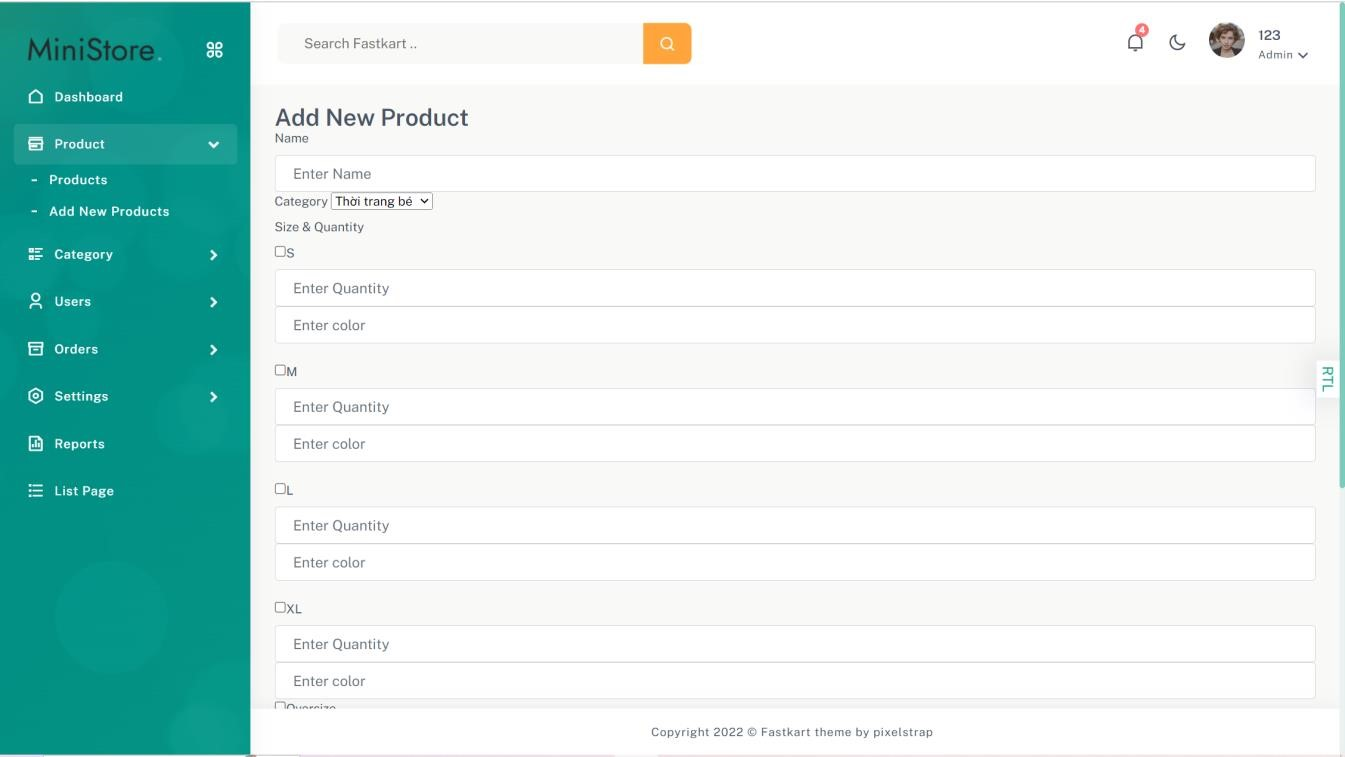 MiniStore.
Dashboard
Product
- Products
- Add New Products
Category
Users
Orders
Settings
Reports
List Page
Search Fastkart ..
4
123
Admin
Add New Product
Name
Enter Name
Category Thời trang bé
Size & Quantity
S
Enter Quantity
Enter color
M
Enter Quantity
Enter color
L
Enter Quantity
Enter color
XL
Enter Quantity
Enter color
Oversize
RTL
Copyright 2022 © Fastkart theme by pixelstrap